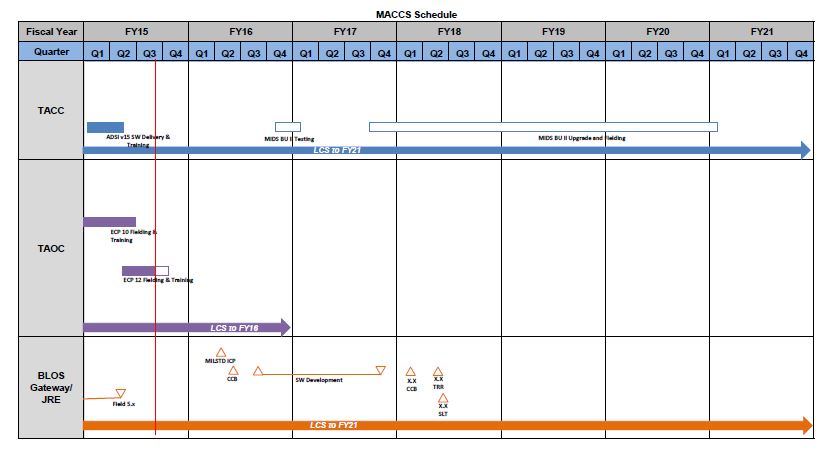 MACCS Schedule
Fiscal Year FY15 FY16 FY17 FY18 FY19 FY20 FY21
Quarter Q1 Q2 Q3 Q4 Q1 Q2 Q3 Q4 Q1 Q2 Q3 Q4 Q1 Q2 Q3 Q4 Q1 Q2 Q3 Q4 Q1 Q2 Q3 Q4 Q1 Q2 Q3 Q4
TACC
ADSI v15 SW Delivery &
Training
MIDS BU II Testing
MIDS BU II Upgrade and Fielding
LCS to FY21
TAOC
ECP 10 Fielding &
Training
ECP 12 Fielding & Training
LCS to FY16
BLOS
Gateway/
JRE
MILSTD ICP
CCB
SW Development
X.X
CCB
X.X
TRR
Field 5.x
X.X
SLT
LCS to FY21